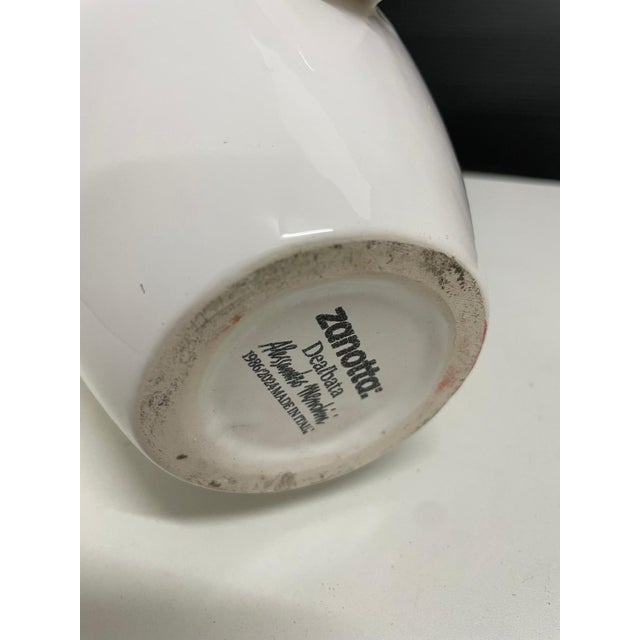 zanotta:
Dealbata
Alessandro Mendini
1986/2024 MADE IN ITALY